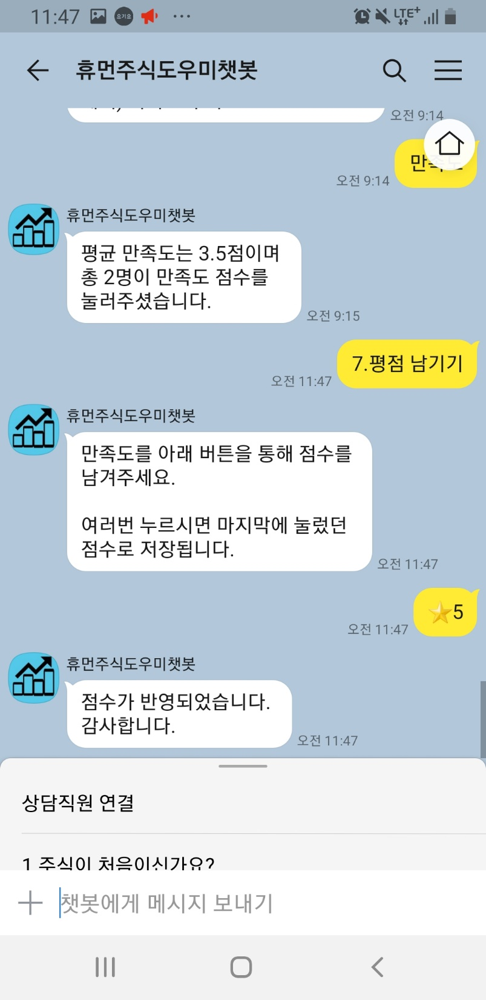 11:47
요기요
LTE+
휴먼주식도우미챗봇
오전 9:14
만족도
오전 9:14
휴먼주식도우미챗봇
평균 만족도는 3.5점이며
총 2명이 만족도 점수를
눌러주셨습니다.
오전 9:15
7.평점 남기기
오전 11:47
휴먼주식도우미챗봇
만족도를 아래 버튼을 통해 점수를
남겨주세요.
여러번 누르시면 마지막에 눌렀던
점수로 저장됩니다.
오전 11:47
⭐5
오전 11:47
휴먼주식도우미챗봇
점수가 반영되었습니다.
감사합니다.
오전 11:47
상담직원 연결
1.주식이 처음이신가요?
챗봇에게 메시지 보내기